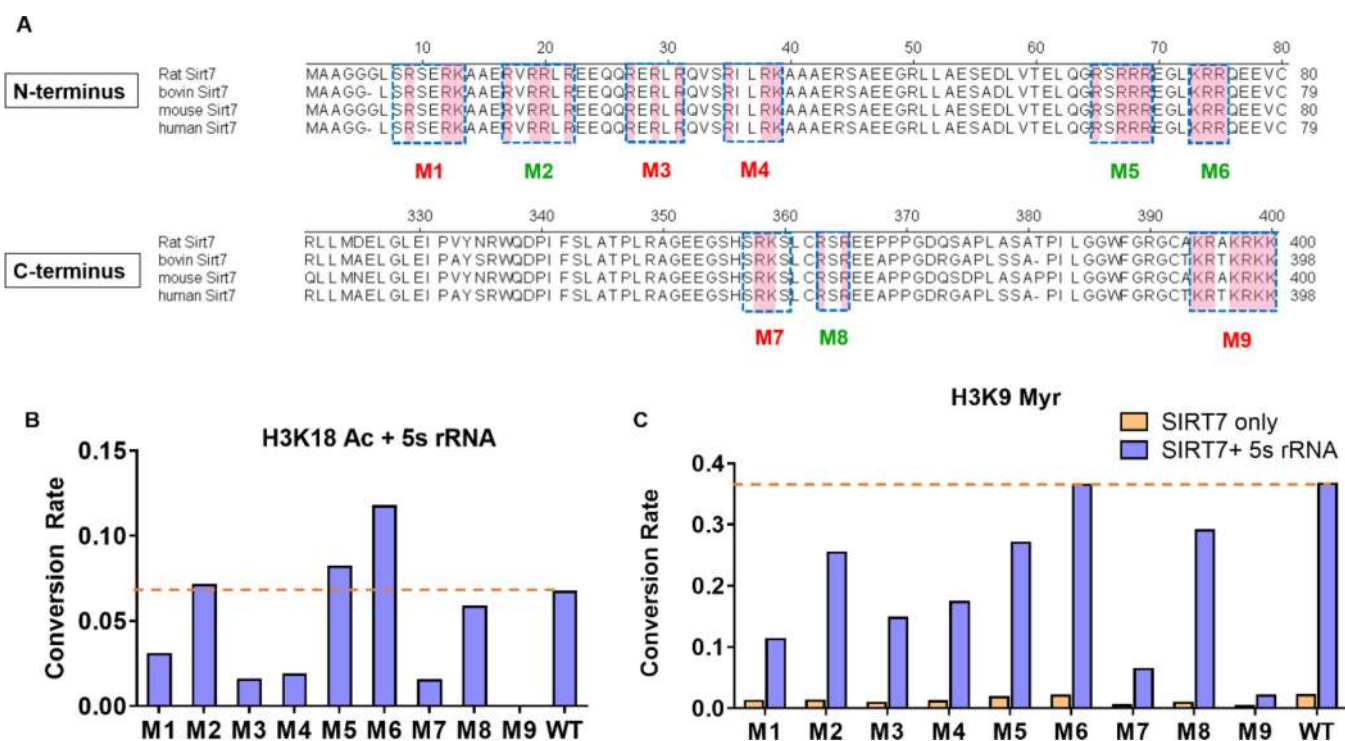 A
10 20 30 40 50 60 70 80
N-terminus
Rat Sirt7 MAAGGGLSRSERKAAERVRRLREEQQRERLRQVSRILRKAAAERSAEEGRLLAESEDLVTELQGRSRRREGLKRRQEEVC 80
bovin Sirt7 MAAGG-LSRSERKAAERVRRLREEQQRERLRQVSRILRKAAAERSAEEGRLLAESADLVTELQGRSRRREGLKRRQEEVC 79
mouse Sirt7 MAAGGGLSRSERKAAERVRRLREEQQRERLRQVSRILRKAAAERSAEEGRLLAESEDLVTELQGRSRRREGLKRRQEEVC 80
human Sirt7 MAAGG-LSRSERKAAERVRRLREEQQRERLRQVSRILRKAAAERSAEEGRLLAESADLVTELQGRSRRREGLKRRQEEVC 79
M1 M2 M3 M4 M5 M6
330 340 350 360 370 380 390 400
C-terminus
Rat Sirt7 RLLMDELGLEIPVYNRWQDPIFSLATPLRAGEEGSHSRKSLCRSREEPPPGDQSAPLASATPILGGWFGRGCAKRAKRKK 400
bovin Sirt7 RLLMAELGLEIPAYSRWQDPIFSLATPLRAGEEGSHSRKSLCRSREEAPPGDRGAPLSSA-PILGGWFGRGCTKRTKRKK 398
mouse Sirt7 QLLMNELGLEIPVYNRWQDPIFSLATPLRAGEEGSHSRKSLCRSREEAPPGDQSDPLASAPPILGGWFGRGCAKRAKRKK 400
human Sirt7 RLLMAELGLEIPAYSRWQDPIFSLATPLRAGEEGSHSRKSLCRSREEAPPGDRGAPLSSA-PILGGWFGRGCTKRTKRKK 398
M7 M8 M9
B
H3K18 Ac + 5s rRNA
Conversion Rate
0.15
0.10
0.05
0.00
M1 M2 M3 M4 M5 M6 M7 M8 M9 WT
C
H3K9 Myr
SIRT7 only
SIRT7+ 5s rRNA
Conversion Rate
0.4
0.3
0.2
0.1
0.0
M1 M2 M3 M4 M5 M6 M7 M8 M9 WT